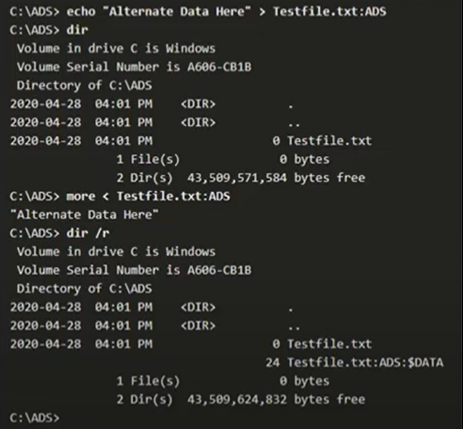 C:\ADS> echo "Alternate Data Here" > Testfile.txt:ADS
C:\ADS> dir
 Volume in drive C is Windows
 Volume Serial Number is A606-CB1B
 Directory of C:\ADS
2020-04-28  04:01 PM    <DIR>          .
2020-04-28  04:01 PM    <DIR>          ..
2020-04-28  04:01 PM                 0 Testfile.txt
               1 File(s)              0 bytes
               2 Dir(s)  43,509,571,584 bytes free
C:\ADS> more < Testfile.txt:ADS
"Alternate Data Here"
C:\ADS> dir /r
 Volume in drive C is Windows
 Volume Serial Number is A606-CB1B
 Directory of C:\ADS
2020-04-28  04:01 PM    <DIR>          .
2020-04-28  04:01 PM    <DIR>          ..
2020-04-28  04:01 PM                 0 Testfile.txt
                                    24 Testfile.txt:ADS:$DATA
               1 File(s)              0 bytes
               2 Dir(s)  43,509,624,832 bytes free
C:\ADS>